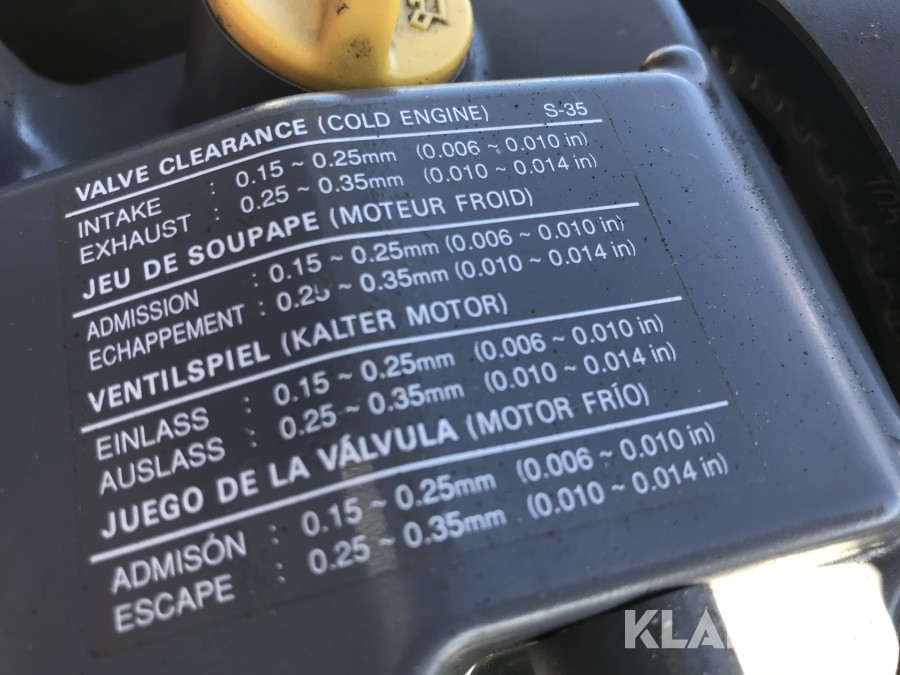 VALVE CLEARANCE (COLD ENGINE) S-35
INTAKE : 0.15 ~ 0.25mm (0.006 ~ 0.010 in)
EXHAUST : 0.25 ~ 0.35mm (0.010 ~ 0.014 in)
JEU DE SOUPAPE (MOTEUR FROID)
ADMISSION : 0.15 ~ 0.25mm (0.006 ~ 0.010 in)
ECHAPPEMENT : 0.25 ~ 0.35mm (0.010 ~ 0.014 in)
VENTILSPIEL (KALTER MOTOR)
EINLASS : 0.15 ~ 0.25mm (0.006 ~ 0.010 in)
AUSLASS : 0.25 ~ 0.35mm (0.010 ~ 0.014 in)
JUEGO DE LA VÁLVULA (MOTOR FRÍO)
ADMISÓN : 0.15 ~ 0.25mm (0.006 ~ 0.010 in)
ESCAPE : 0.25 ~ 0.35mm (0.010 ~ 0.014 in)